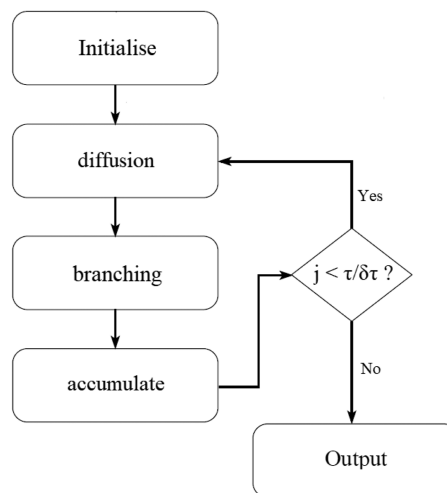 Initialise
diffusion
Yes
branching
j < τ/δτ ?
accumulate
No
Output